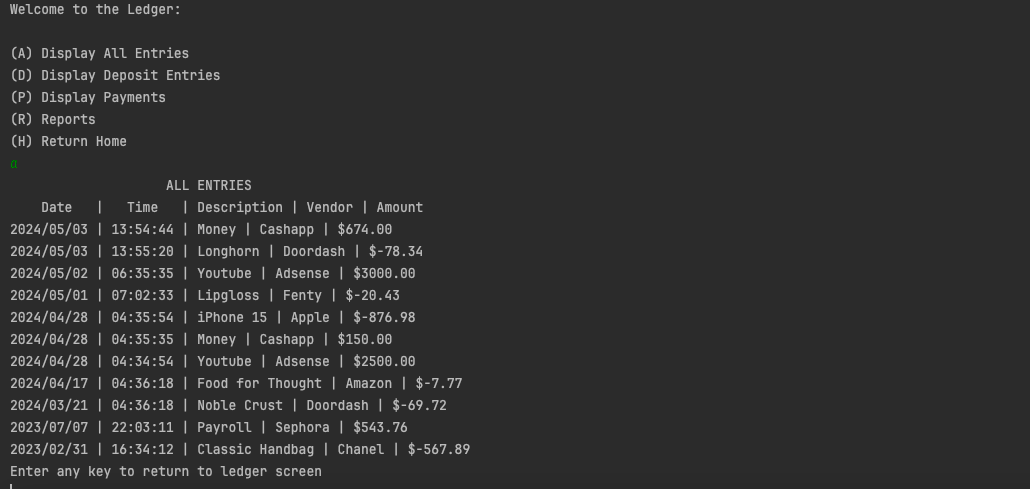 Welcome to the Ledger:
(A) Display All Entries
(D) Display Deposit Entries
(P) Display Payments
(R) Reports
(H) Return Home
a
ALL ENTRIES
Date | Time | Description | Vendor | Amount
2024/05/03 | 13:54:44 | Money | Cashapp | $674.00
2024/05/03 | 13:55:20 | Longhorn | Doordash | $-78.34
2024/05/02 | 06:35:35 | Youtube | Adsense | $3000.00
2024/05/01 | 07:02:33 | Lipgloss | Fenty | $-20.43
2024/04/28 | 04:35:54 | iPhone 15 | Apple | $-876.98
2024/04/28 | 04:35:35 | Money | Cashapp | $150.00
2024/04/28 | 04:34:54 | Youtube | Adsense | $2500.00
2024/04/17 | 04:36:18 | Food for Thought | Amazon | $-7.77
2024/03/21 | 04:36:18 | Noble Crust | Doordash | $-69.72
2023/07/07 | 22:03:11 | Payroll | Sephora | $543.76
2023/02/31 | 16:34:12 | Classic Handbag | Chanel | $-567.89
Enter any key to return to ledger screen